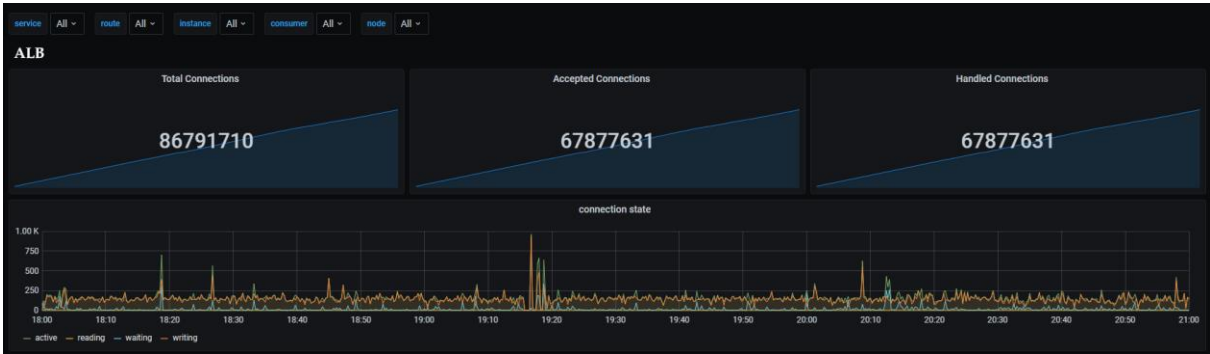 service All route All instance All consumer All node All
ALB
Total Connections Accepted Connections Handled Connections
86791710 67877631 67877631
connection state
1.00 K
750
500
250
0
18:00 18:10 18:20 18:30 18:40 18:50 19:00 19:10 19:20 19:30 19:40 19:50 20:00 20:10 20:20 20:30 20:40 20:50 21:00
active reading waiting writing